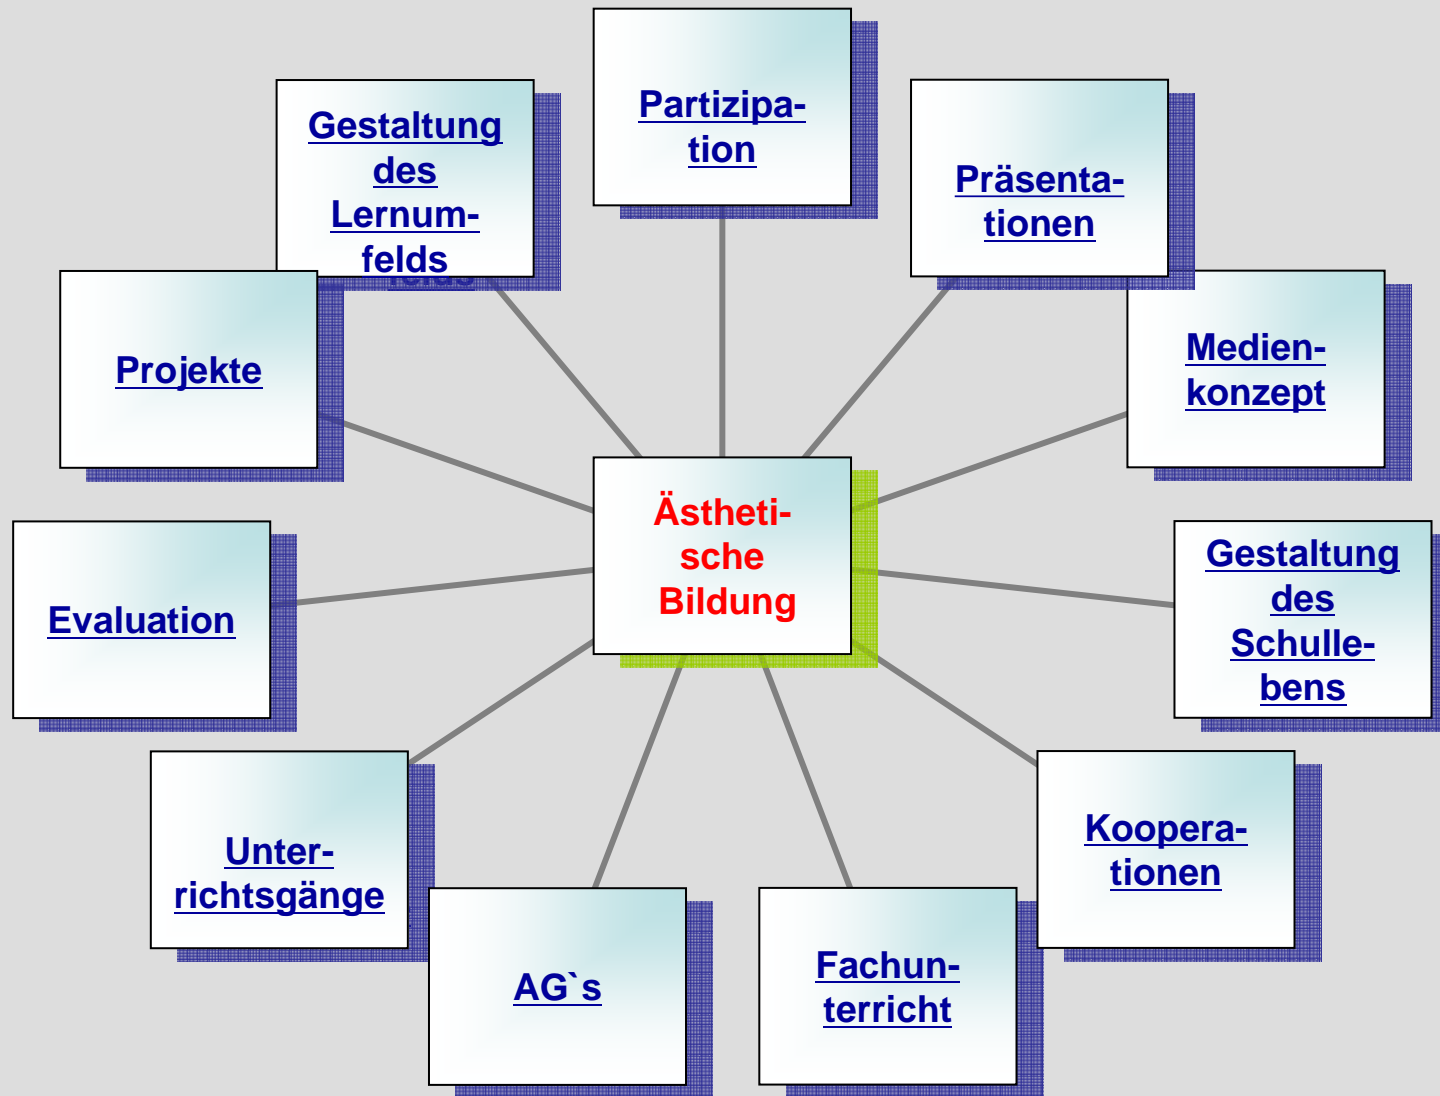 Partizipa-
tion
Gestaltung
des
Lernum-
felds
Präsenta-
tionen
Projekte
Medien-
konzept
Ästheti-
sche
Bildung
Evaluation
Gestaltung
des
Schulle-
bens
Unter-
richtsgänge
Koopera-
tionen
AG`s
Fachun-
terricht